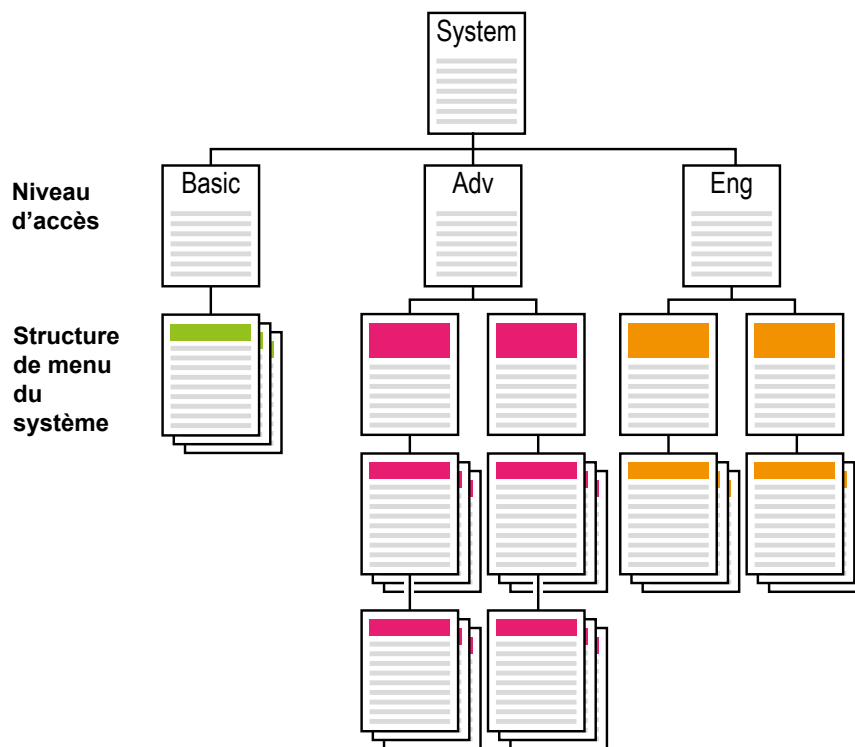 System
Basic
Adv
Eng
Niveau
d’accès
Structure
de menu
du
système